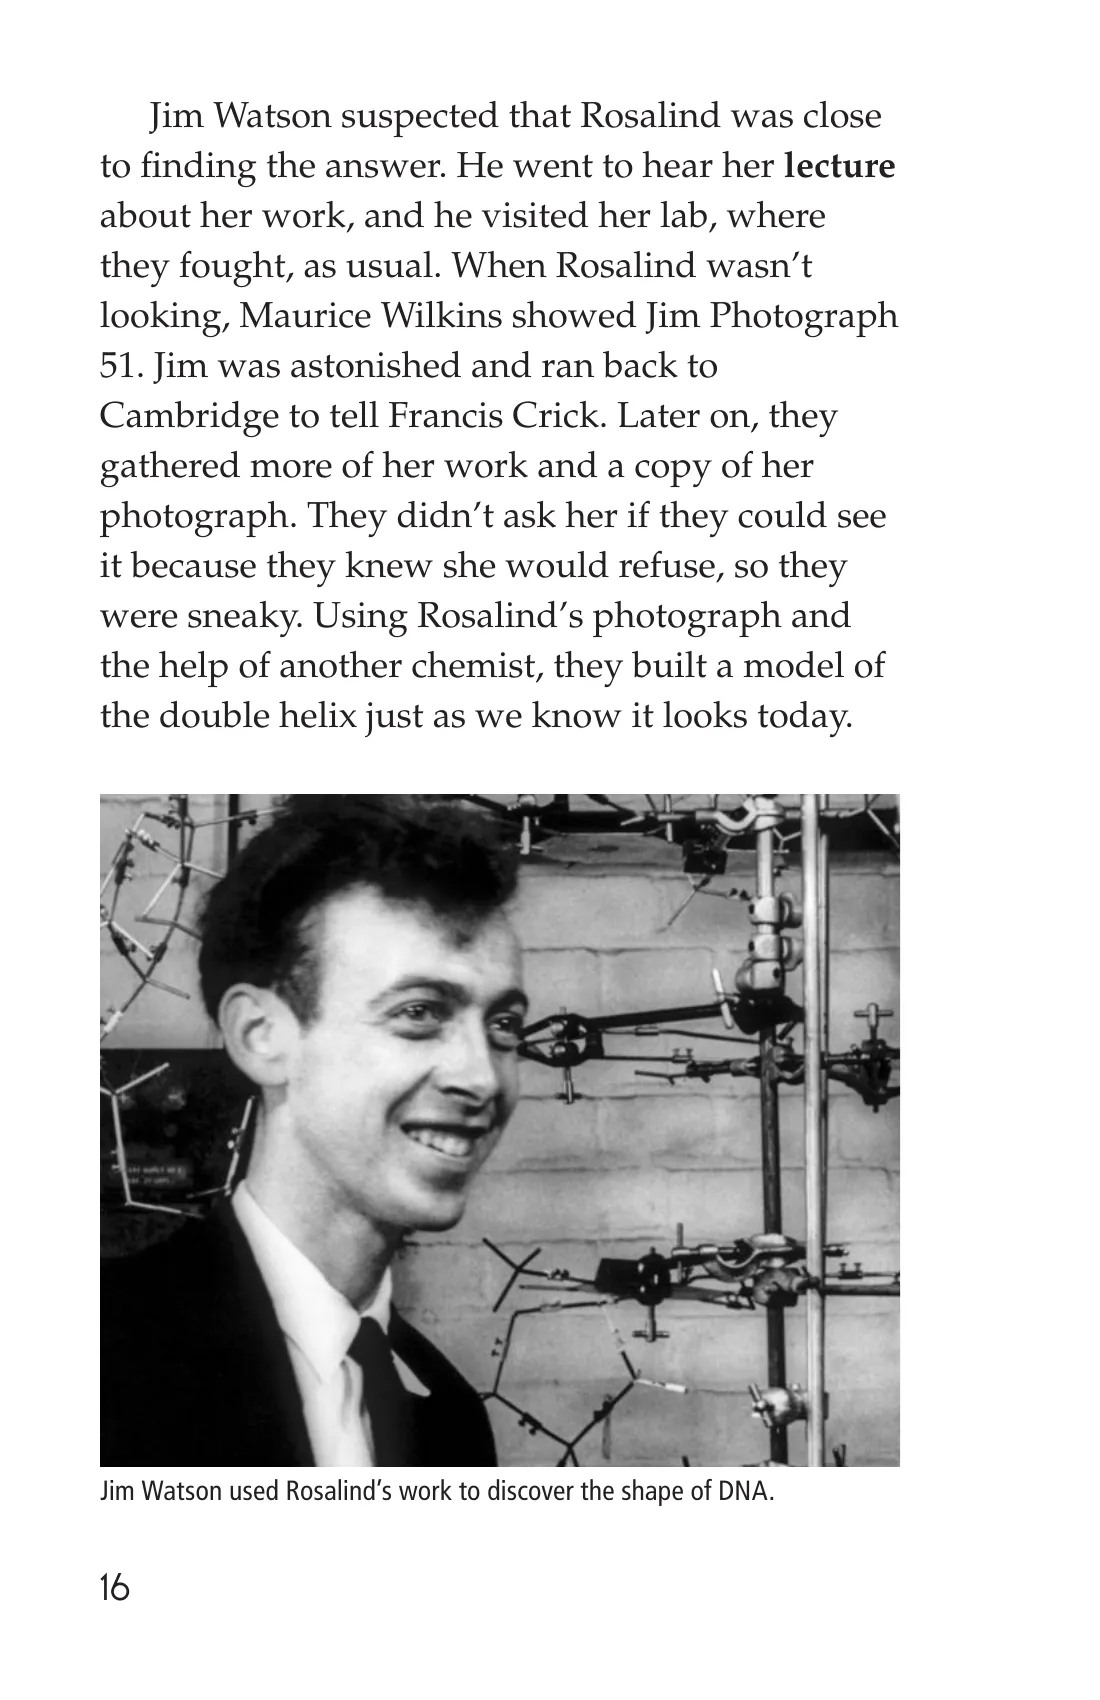 Jim Watson suspected that Rosalind was close
to finding the answer. He went to hear her lecture
about her work, and he visited her lab, where
they fought, as usual. When Rosalind wasn’t
looking, Maurice Wilkins showed Jim Photograph
51. Jim was astonished and ran back to
Cambridge to tell Francis Crick. Later on, they
gathered more of her work and a copy of her
photograph. They didn’t ask her if they could see
it because they knew she would refuse, so they
were sneaky. Using Rosalind’s photograph and
the help of another chemist, they built a model of
the double helix just as we know it looks today.
Jim Watson used Rosalind’s work to discover the shape of DNA.
16